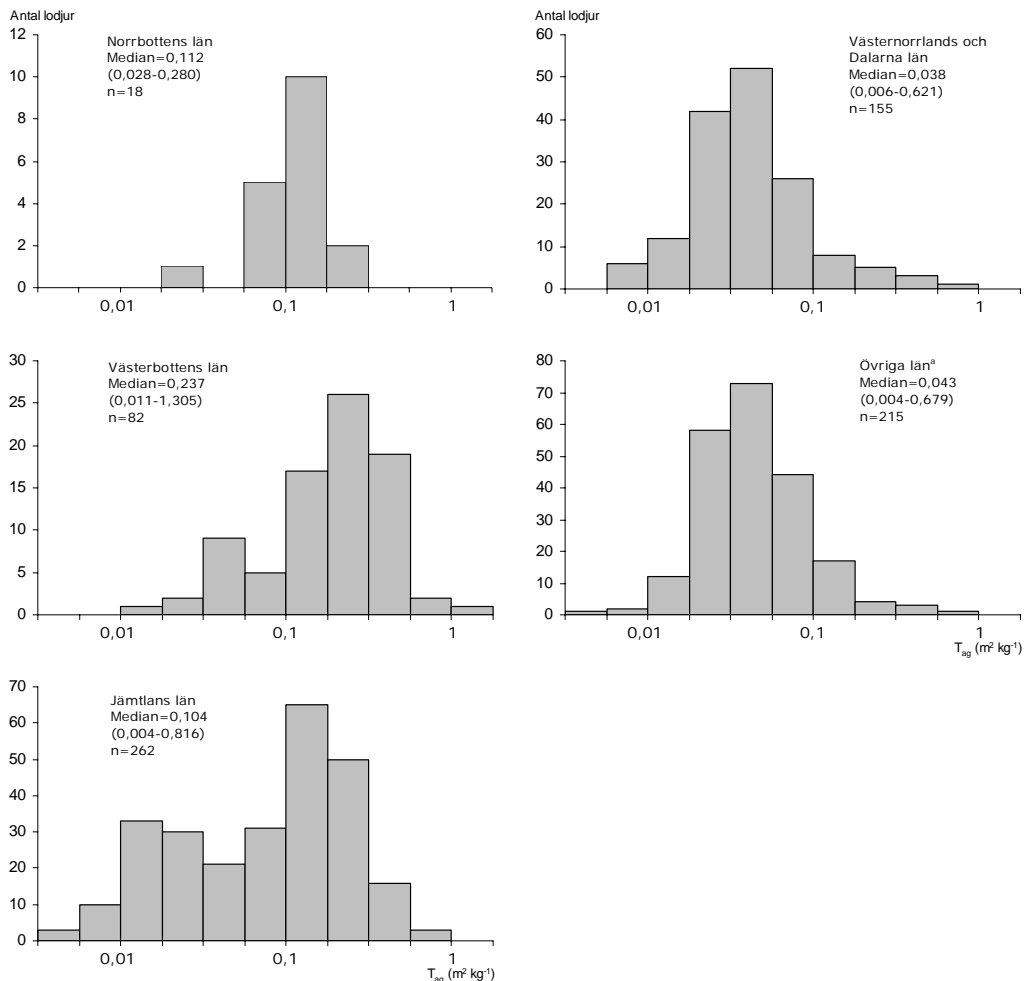 Antal lodjur
12
10
8
6
4
2
0
Norrbottens län
Median=0,112
(0,028-0,280)
n=18
0,01 0,1 1
Antal lodjur
60
50
40
30
20
10
0
Västernorrlands och
Dalarna län
Median=0,038
(0,006-0,621)
n=155
0,01 0,1 1
30
25
20
15
10
5
0
Västerbottens län
Median=0,237
(0,011-1,305)
n=82
0,01 0,1 1
80
70
60
50
40
30
20
10
0
Övriga länª
Median=0,043
(0,004-0,679)
n=215
0,01 0,1 1
Tag (m² kg⁻¹)
70
60
50
40
30
20
10
0
Jämtlans län
Median=0,104
(0,004-0,816)
n=262
0,01 0,1 1
Tag (m² kg⁻¹)